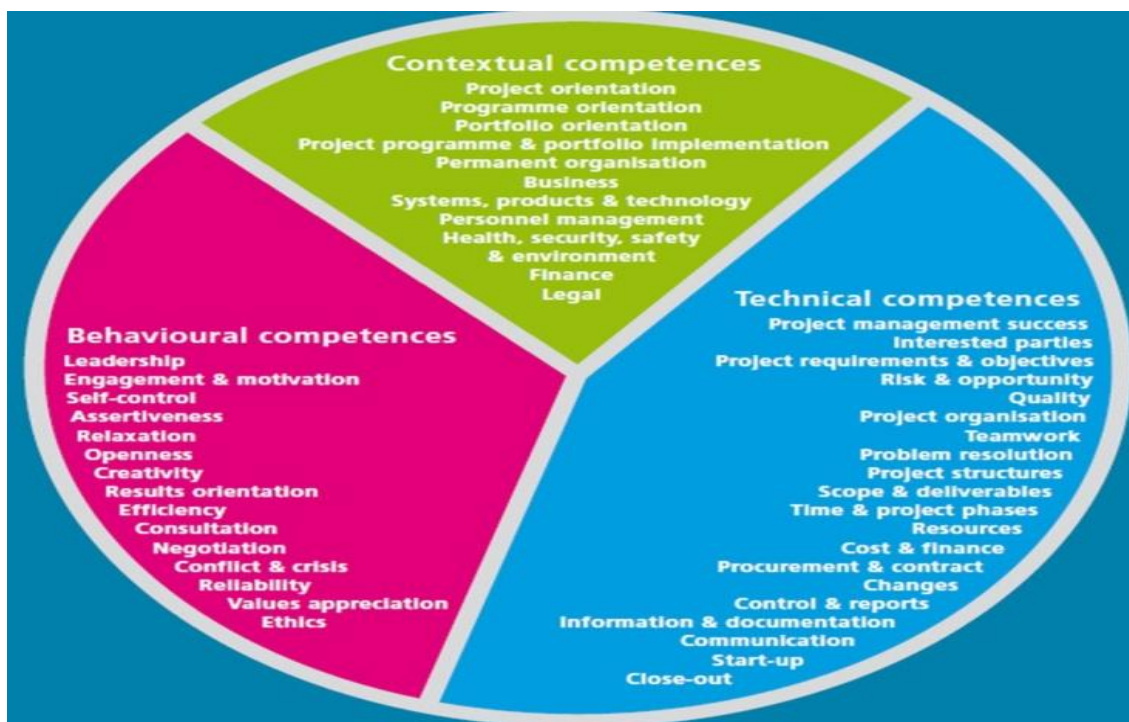 Contextual competences
Project orientation
Programme orientation
Portfolio orientation
Project programme & portfolio implementation
Permanent organisation
Business
Systems, products & technology
Personnel management
Health, security, safety
& environment
Finance
Legal
Behavioural competences
Leadership
Engagement & motivation
Self-control
Assertiveness
Relaxation
Openness
Creativity
Results orientation
Efficiency
Consultation
Negotiation
Conflict & crisis
Reliability
Values appreciation
Ethics
Technical competences
Project management success
Interested parties
Project requirements & objectives
Risk & opportunity
Quality
Project organisation
Teamwork
Problem resolution
Project structures
Scope & deliverables
Time & project phases
Resources
Cost & finance
Procurement & contract
Changes
Control & reports
Information & documentation
Communication
Start-up
Close-out